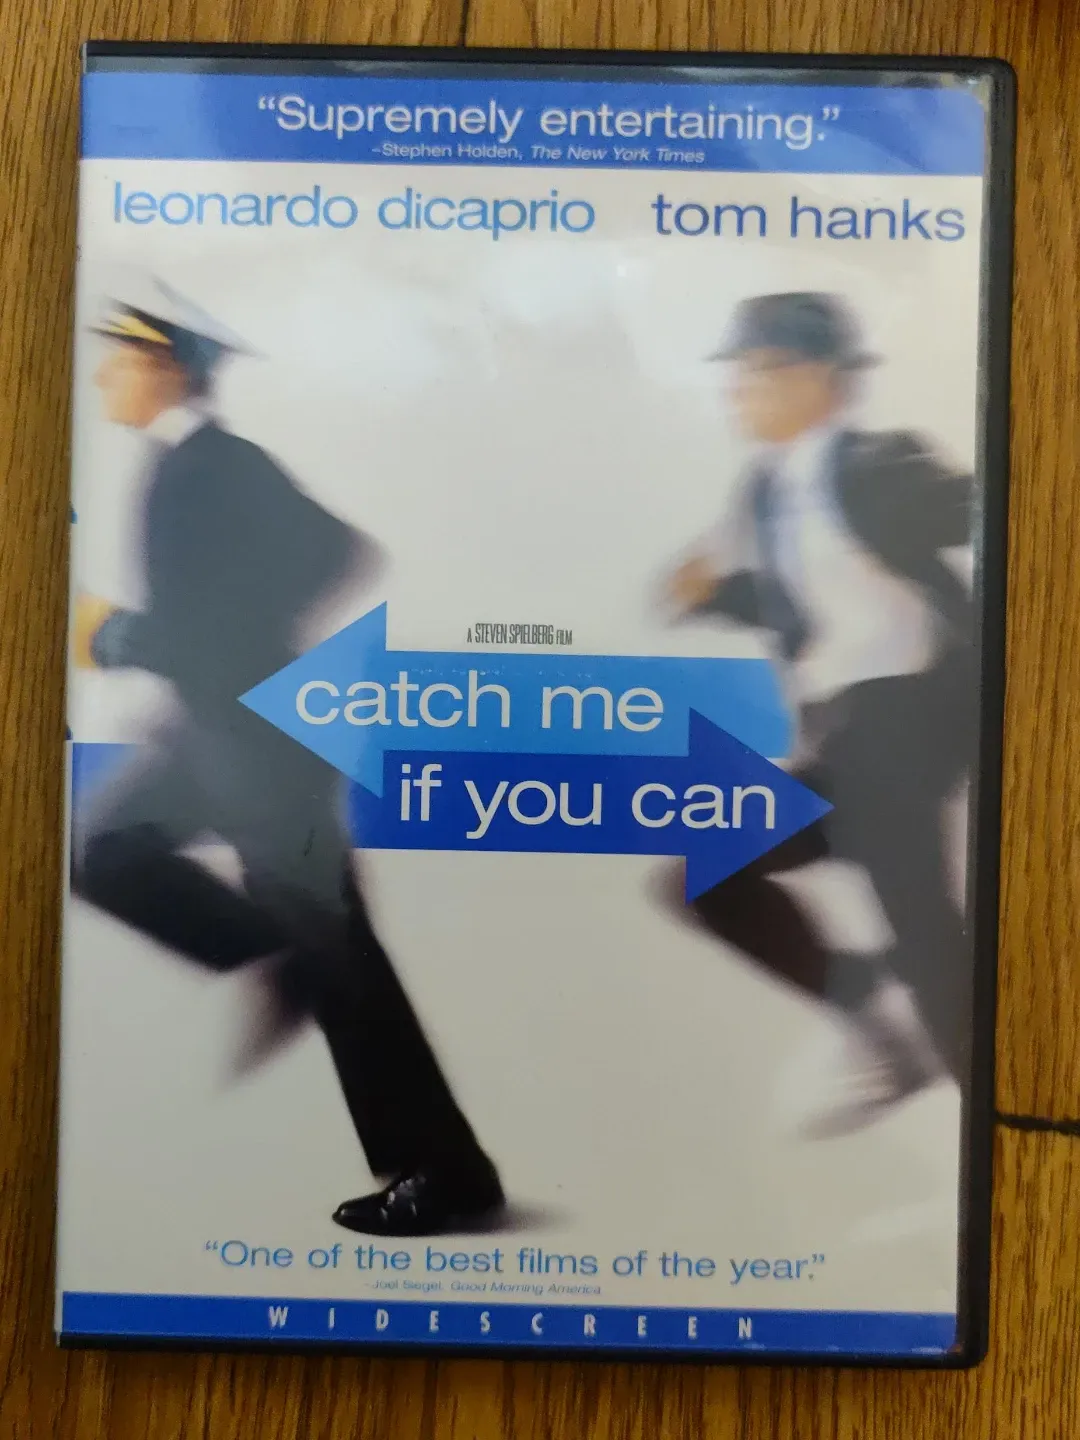 “Supremely entertaining.”
–Stephen Holden, The New York Times
leonardo dicaprio tom hanks
A STEVEN SPIELBERG FILM
catch me
if you can
“One of the best films of the year.”
–Joel Siegel, Good Morning America
WIDESCREEN